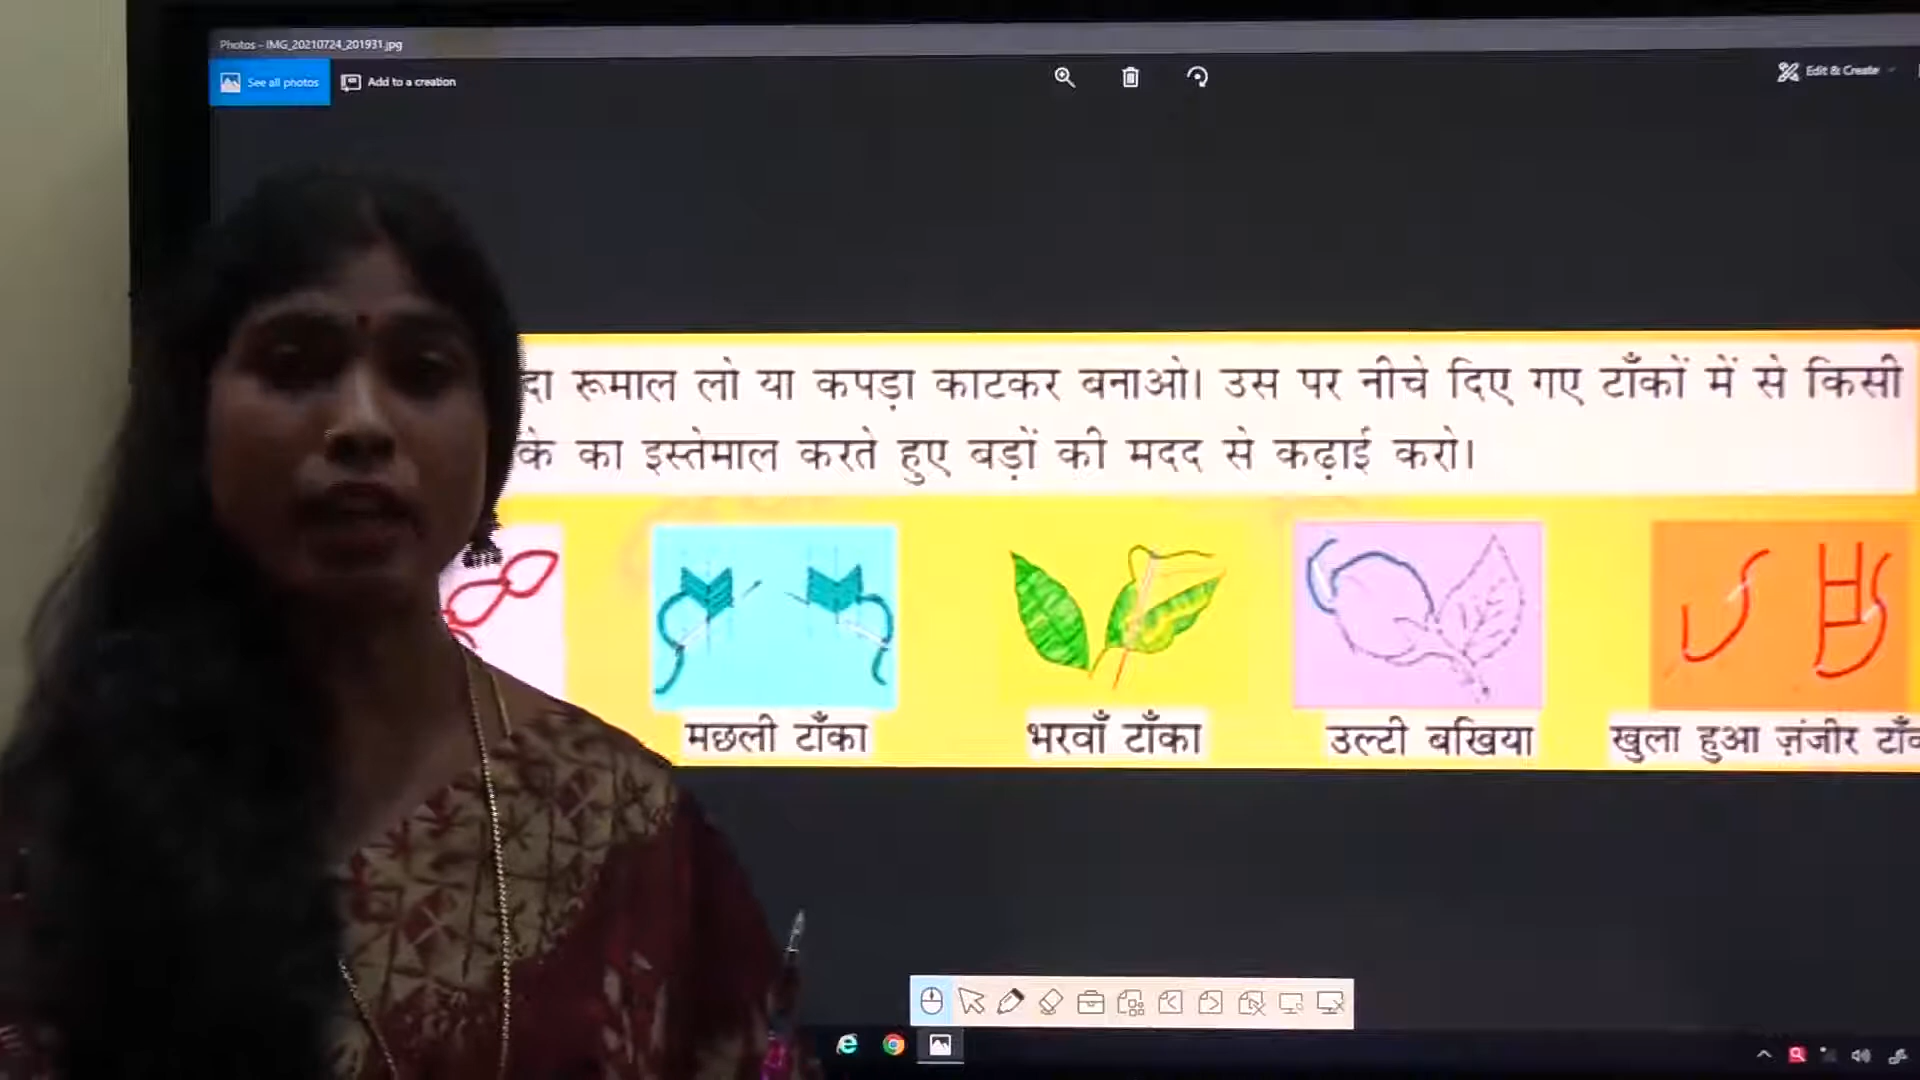 Photos - IMG_20210724_201931.jpg
See all photos
Add to a creation
Edit & Create
रूमाल लो या कपड़ा काटकर बनाओ। उस पर नीचे दिए गए टाँकों में से किसी
का इस्तेमाल करते हुए बड़ों की मदद से कढ़ाई करो।
मछली टाँका
भरवाँ टाँका
उल्टी बखिया
खुला हुआ ज़ंजीर